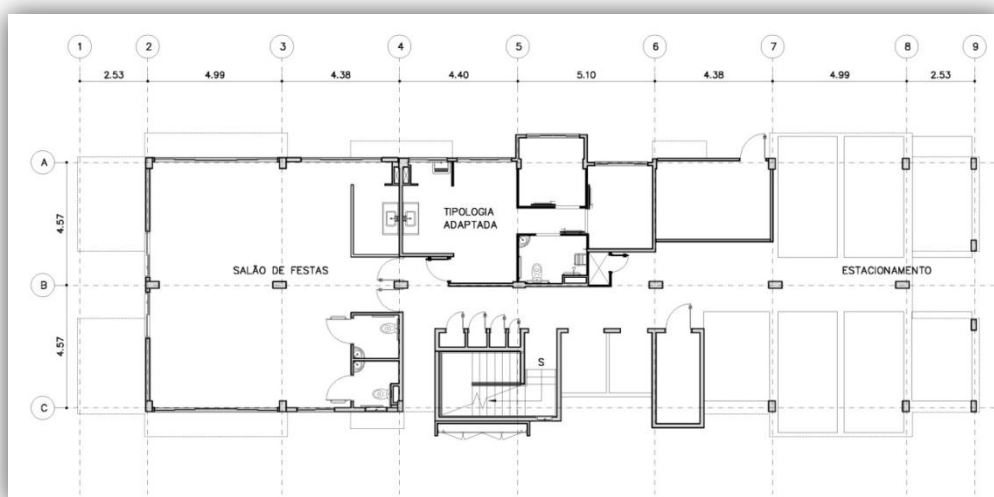 1 2 3 4 5 6 7 8 9
2.53 4.99 4.38 4.40 5.10 4.38 4.99 2.53
A
4.57
TIPOLOGIA
ADAPTADA
SALÃO DE FESTAS
ESTACIONAMENTO
B
4.57
S
C